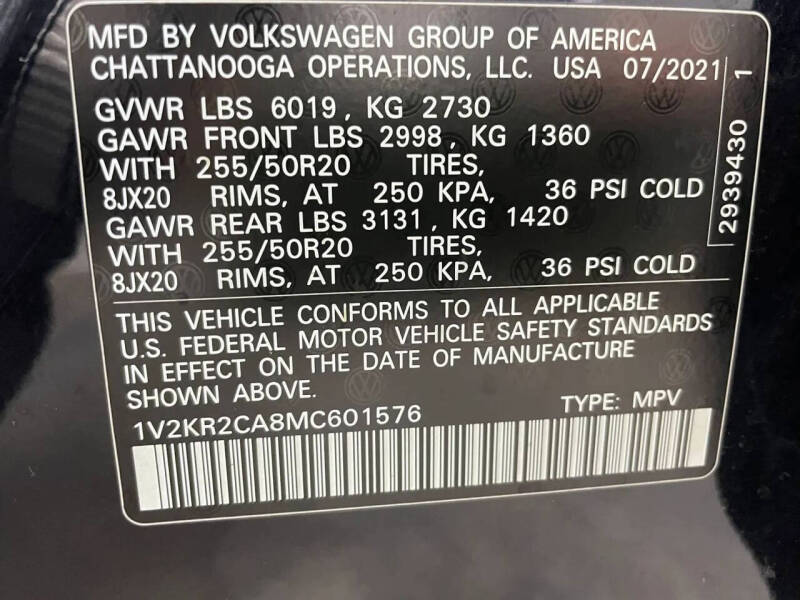 MFD BY VOLKSWAGEN GROUP OF AMERICA
CHATTANOOGA OPERATIONS, LLC. USA 07/2021
GVWR LBS 6019, KG 2730
GAWR FRONT LBS 2998, KG 1360
WITH 255/50R20 TIRES,
8JX20 RIMS, AT 250 KPA, 36 PSI COLD
GAWR REAR LBS 3131, KG 1420
WITH 255/50R20 TIRES,
8JX20 RIMS, AT 250 KPA, 36 PSI COLD
THIS VEHICLE CONFORMS TO ALL APPLICABLE
U.S. FEDERAL MOTOR VEHICLE SAFETY STANDARDS
IN EFFECT ON THE DATE OF MANUFACTURE
SHOWN ABOVE.
1V2KR2CA8MC601576 TYPE: MPV
2939430 1